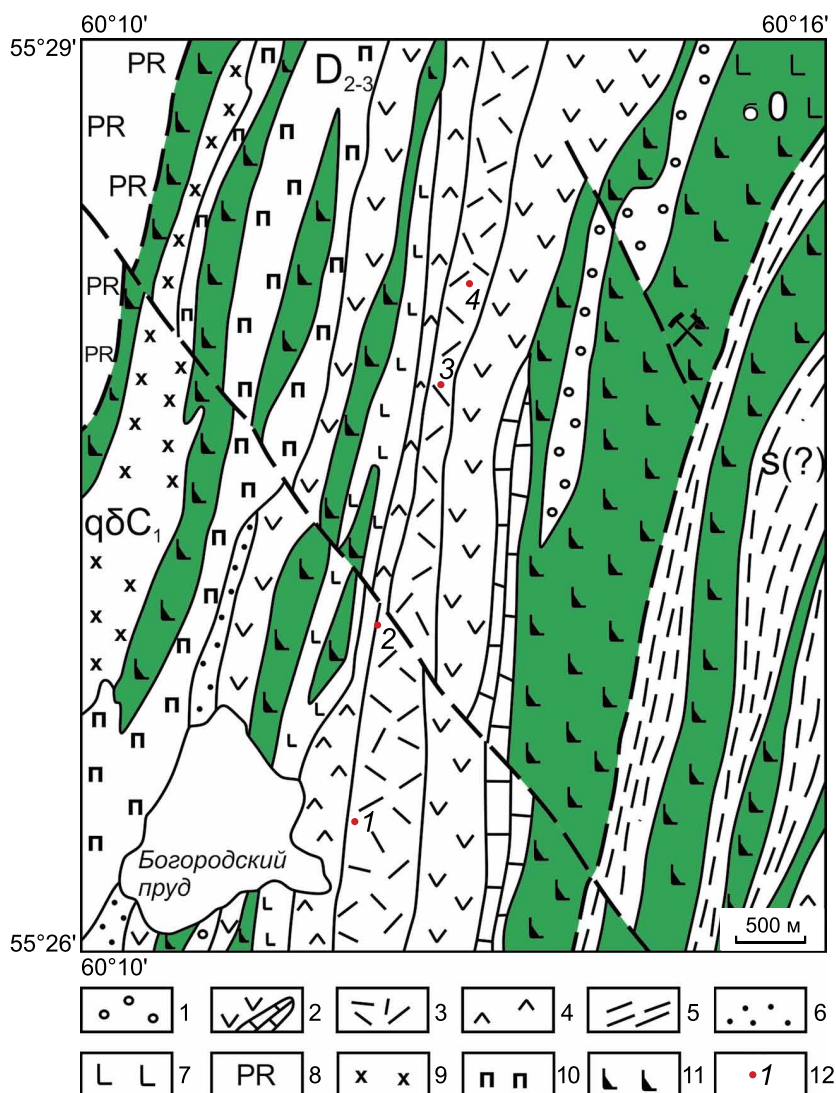 60°10' 60°16'
55°29'
PR
D2-3
PR
б O
PR
PR
4
PR
3
s(?)
qδC1
2
1
Богородский
пруд
500 м
55°26'
60°10'
1 2 3 4 5 6
7 PR 8 9 10 11 1 12